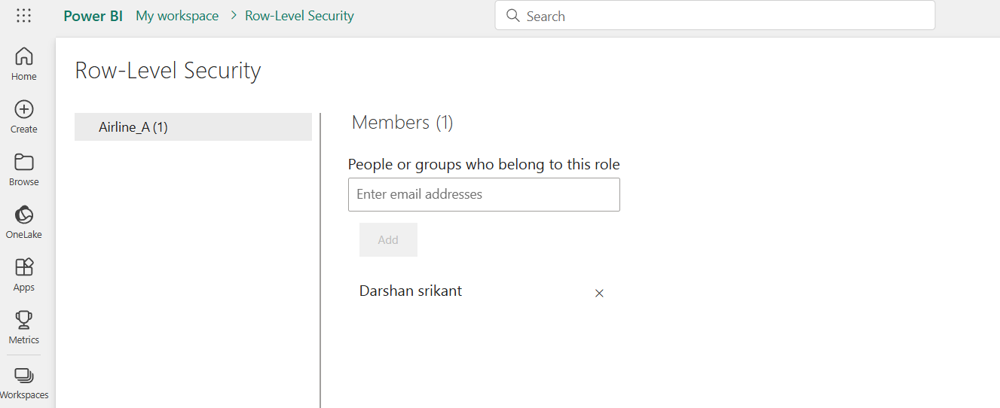 Power BI My workspace > Row-Level Security
Search
Home
Create
Browse
OneLake
Apps
Metrics
Workspaces
Row-Level Security
Airline_A (1)
Members (1)
People or groups who belong to this role
Enter email addresses
Add
Darshan srikant